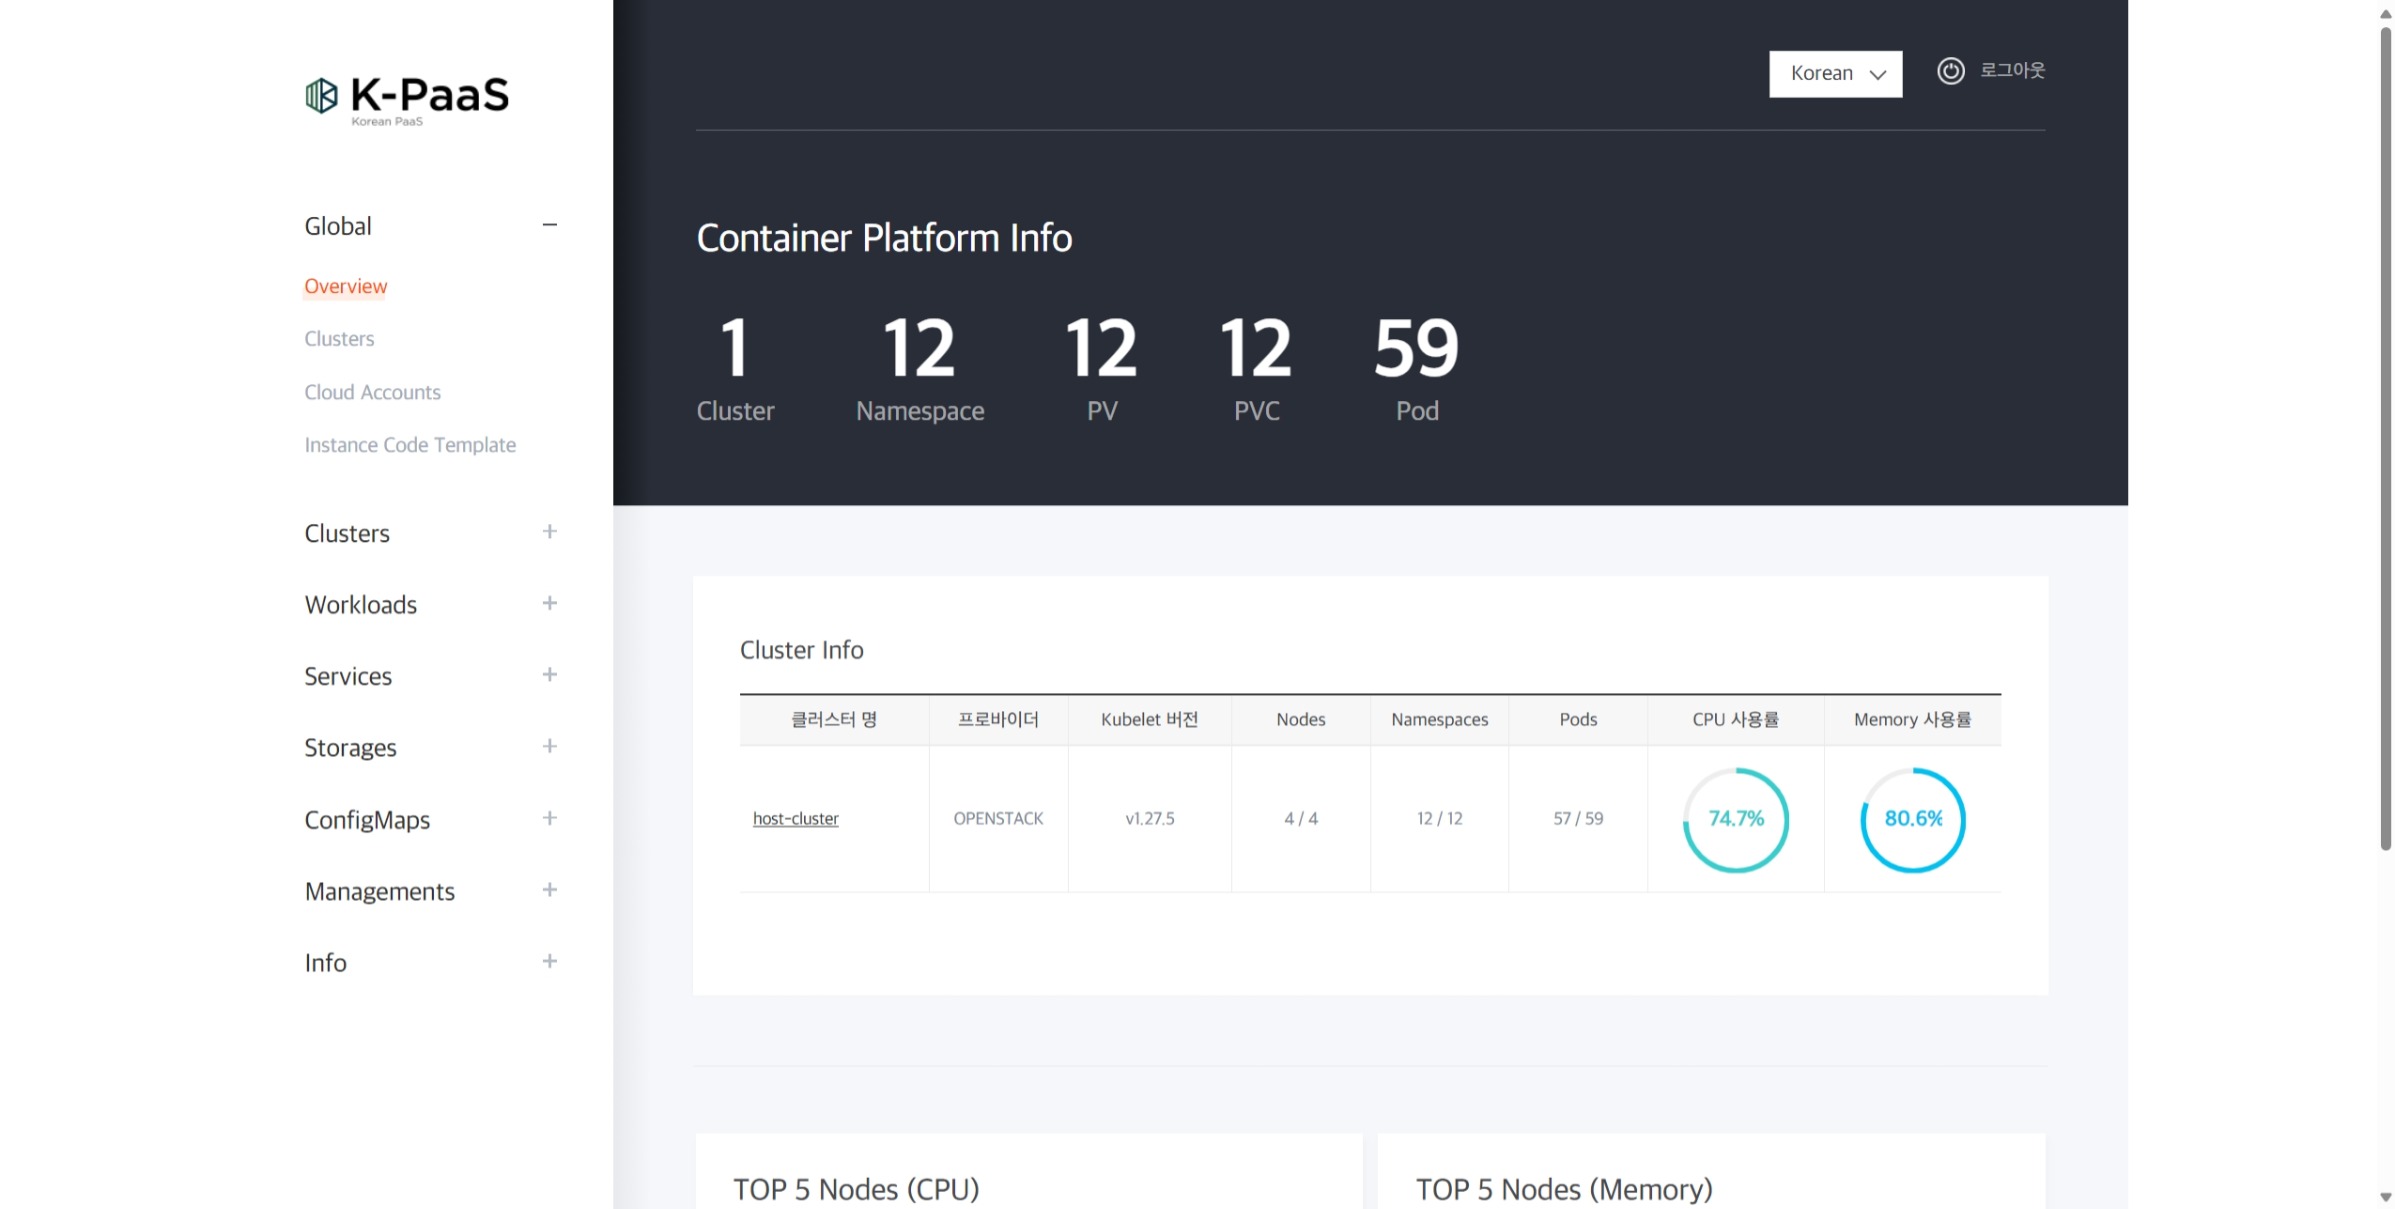 K-PaaS
Korean PaaS
Global
Overview
Clusters
Cloud Accounts
Instance Code Template
Clusters
Workloads
Services
Storages
ConfigMaps
Managements
Info
Korean
로그아웃
Container Platform Info
1 12 12 12 59
Cluster Namespace PV PVC Pod
Cluster Info
클러스터 명 프로바이더 Kubelet 버전 Nodes Namespaces Pods CPU 사용률 Memory 사용률
host-cluster OPENSTACK v1.27.5 4 / 4 12 / 12 57 / 59 74.7% 80.6%
TOP 5 Nodes (CPU)
TOP 5 Nodes (Memory)